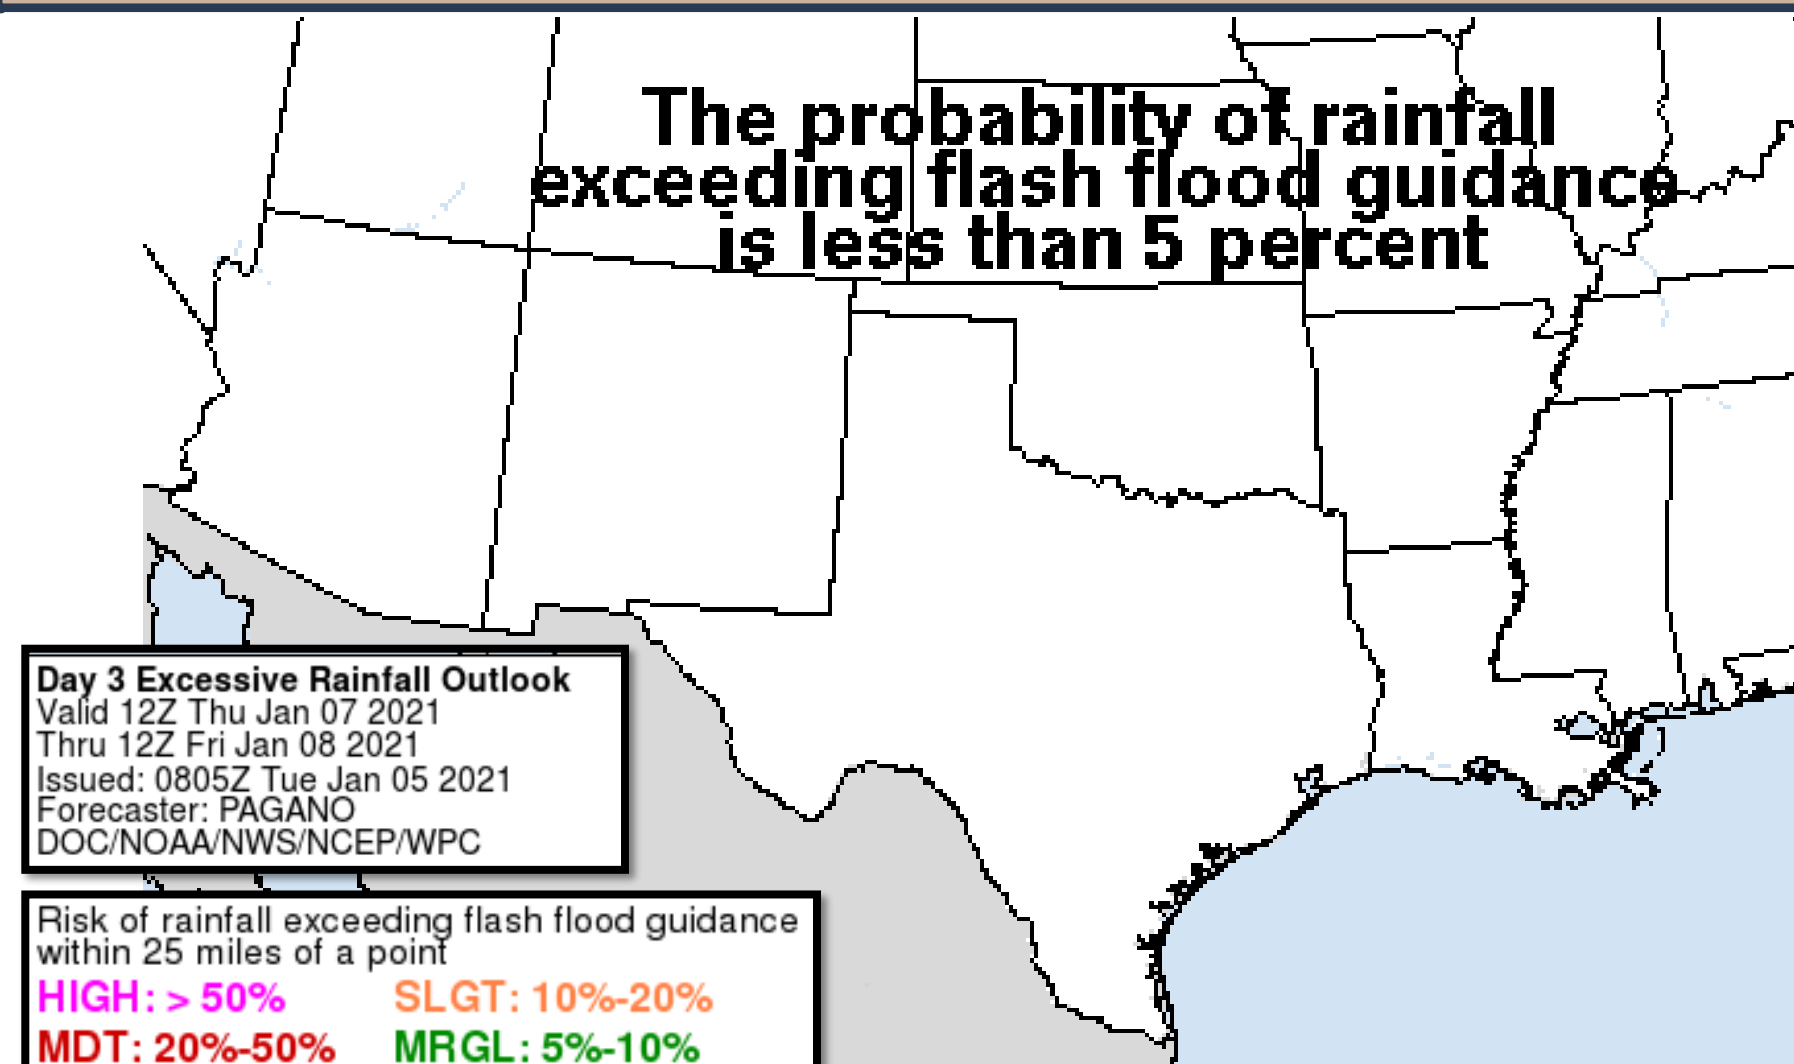 The probability of rainfall
exceeding flash flood guidance
is less than 5 percent
Day 3 Excessive Rainfall Outlook
Valid 12Z Thu Jan 07 2021
Thru 12Z Fri Jan 08 2021
Issued: 0805Z Tue Jan 05 2021
Forecaster: PAGANO
DOC/NOAA/NWS/NCEP/WPC
Risk of rainfall exceeding flash flood guidance
within 25 miles of a point
HIGH: > 50% SLGT: 10%-20%
MDT: 20%-50% MRGL: 5%-10%